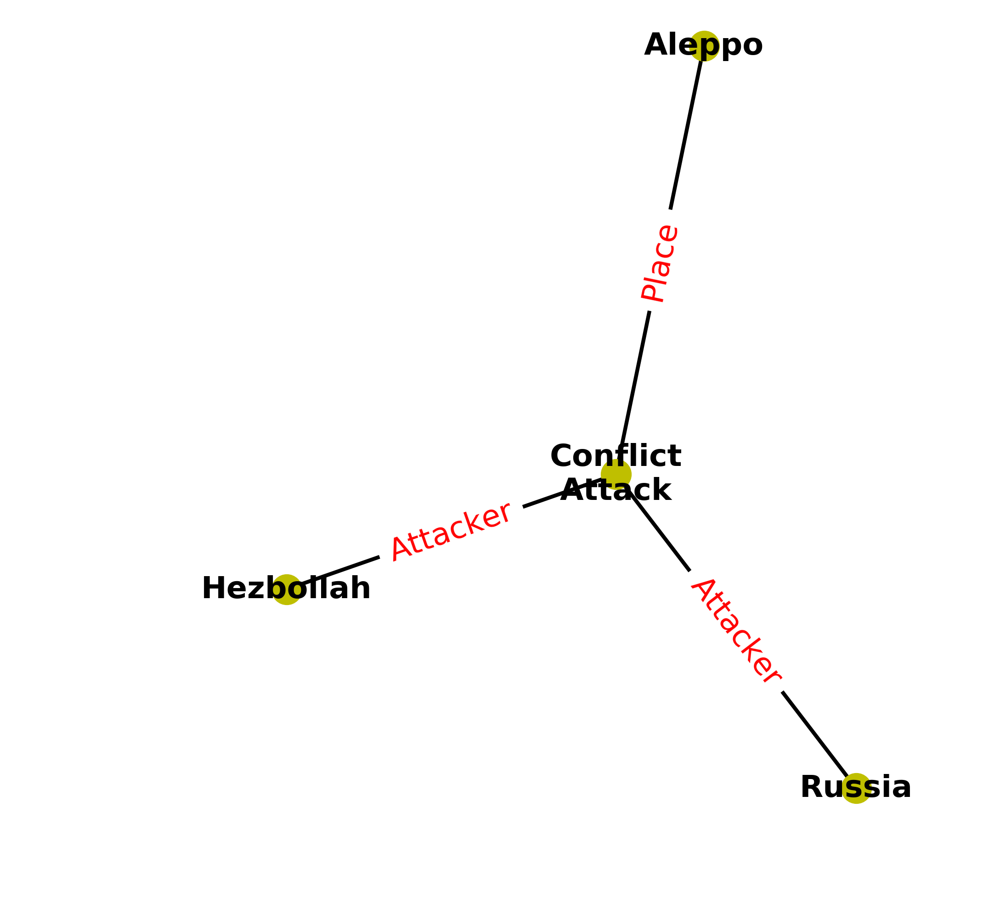 Aleppo
Place
Conflict
Attack
Attacker
Hezbollah
Attacker
Russia